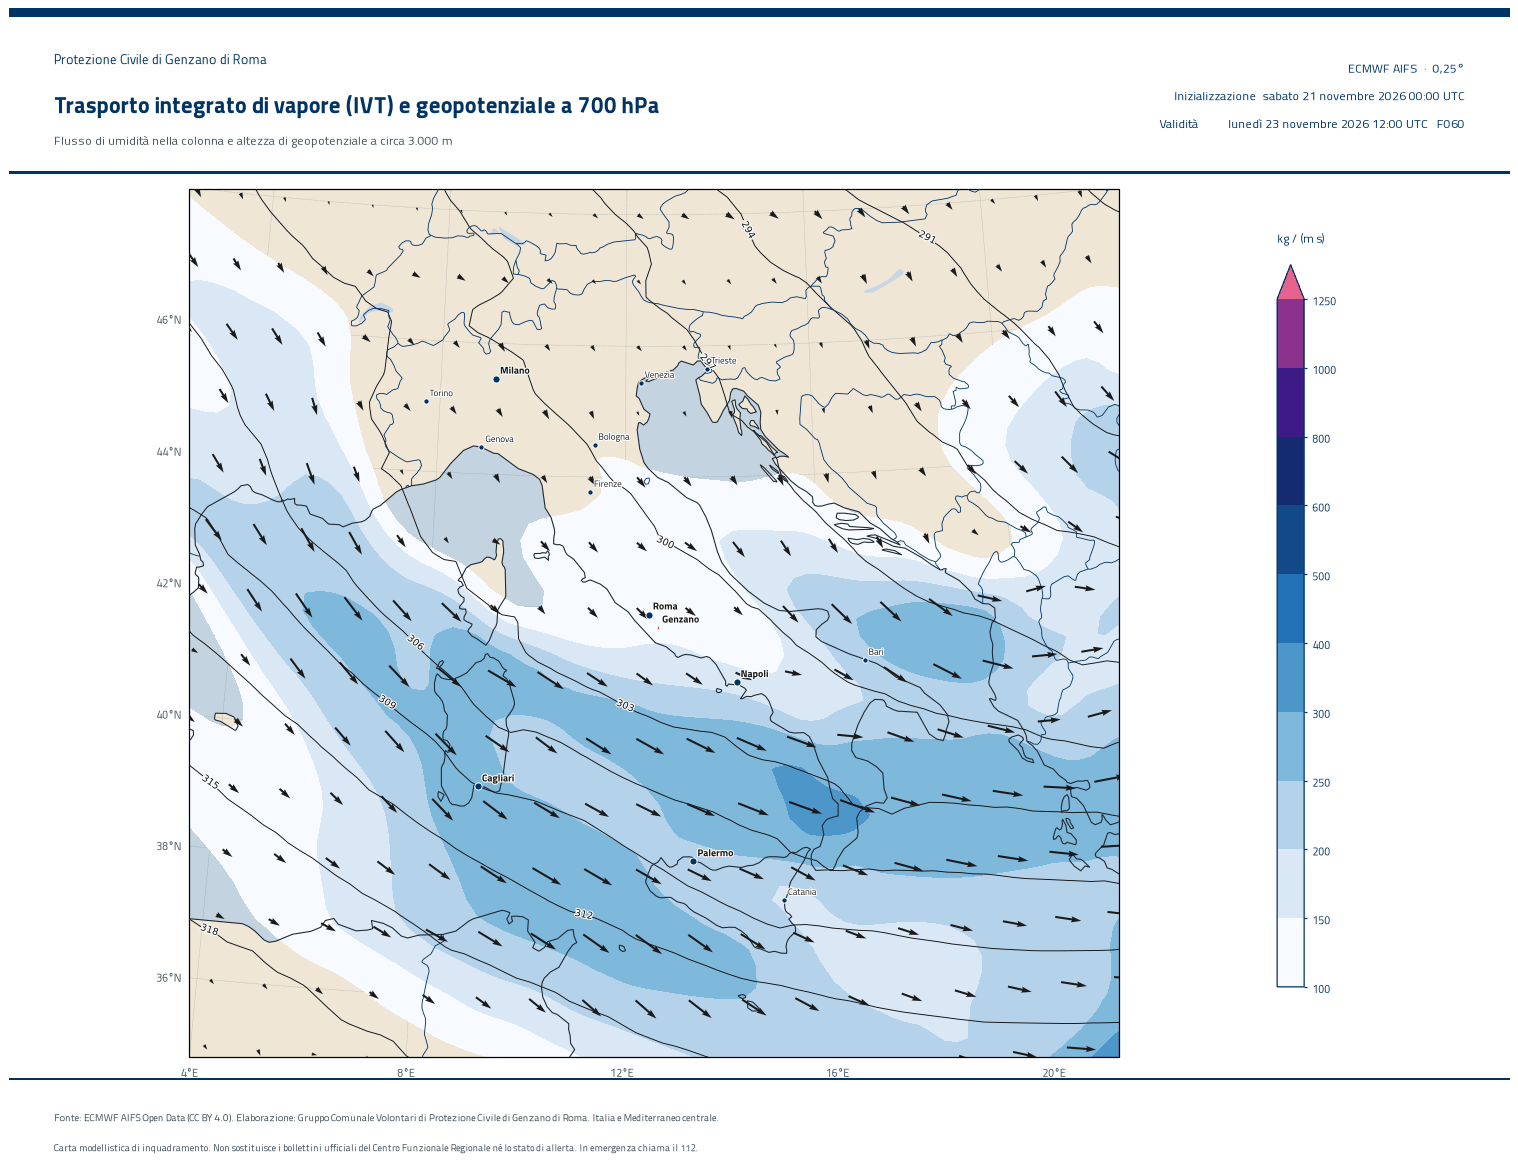 Protezione Civile di Genzano di Roma
Trasporto integrato di vapore (IVT) e geopotenziale a 700 hPa
Flusso di umidità nella colonna e altezza di geopotenziale a circa 3.000 m
ECMWF AIFS · 0,25°
Inizializzazione sabato 21 novembre 2026 00:00 UTC
Validità lunedì 23 novembre 2026 12:00 UTC F060
kg / (m s)
1250
1000
800
600
500
400
300
250
200
150
100
46°N
44°N
42°N
40°N
38°N
36°N
4°E
8°E
12°E
16°E
20°E
294
291
300
306
309
303
315
312
318
Trieste
Venezia
Milano
Torino
Genova
Bologna
Firenze
Roma
Genzano
Bari
Napoli
Cagliari
Palermo
Catania
Fonte: ECMWF AIFS Open Data (CC BY 4.0). Elaborazione: Gruppo Comunale Volontari di Protezione Civile di Genzano di Roma. Italia e Mediterraneo centrale.
Carta modellistica di inquadramento. Non sostituisce i bollettini ufficiali del Centro Funzionale Regionale né lo stato di allerta. In emergenza chiama il 112.